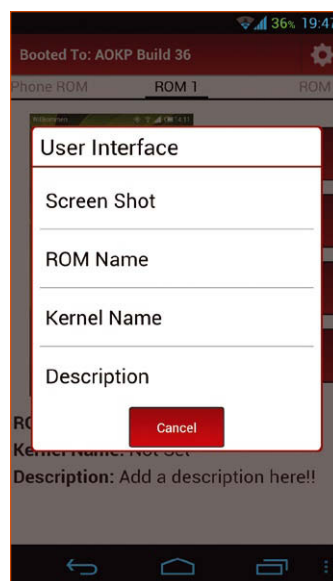 36% 19:47
Booted To: AOKP Build 36
Phone ROM ROM 1 ROM
User Interface
Screen Shot
ROM Name
Kernel Name
Description
Cancel
Kernel Name: Not Set
Description: Add a description here!!